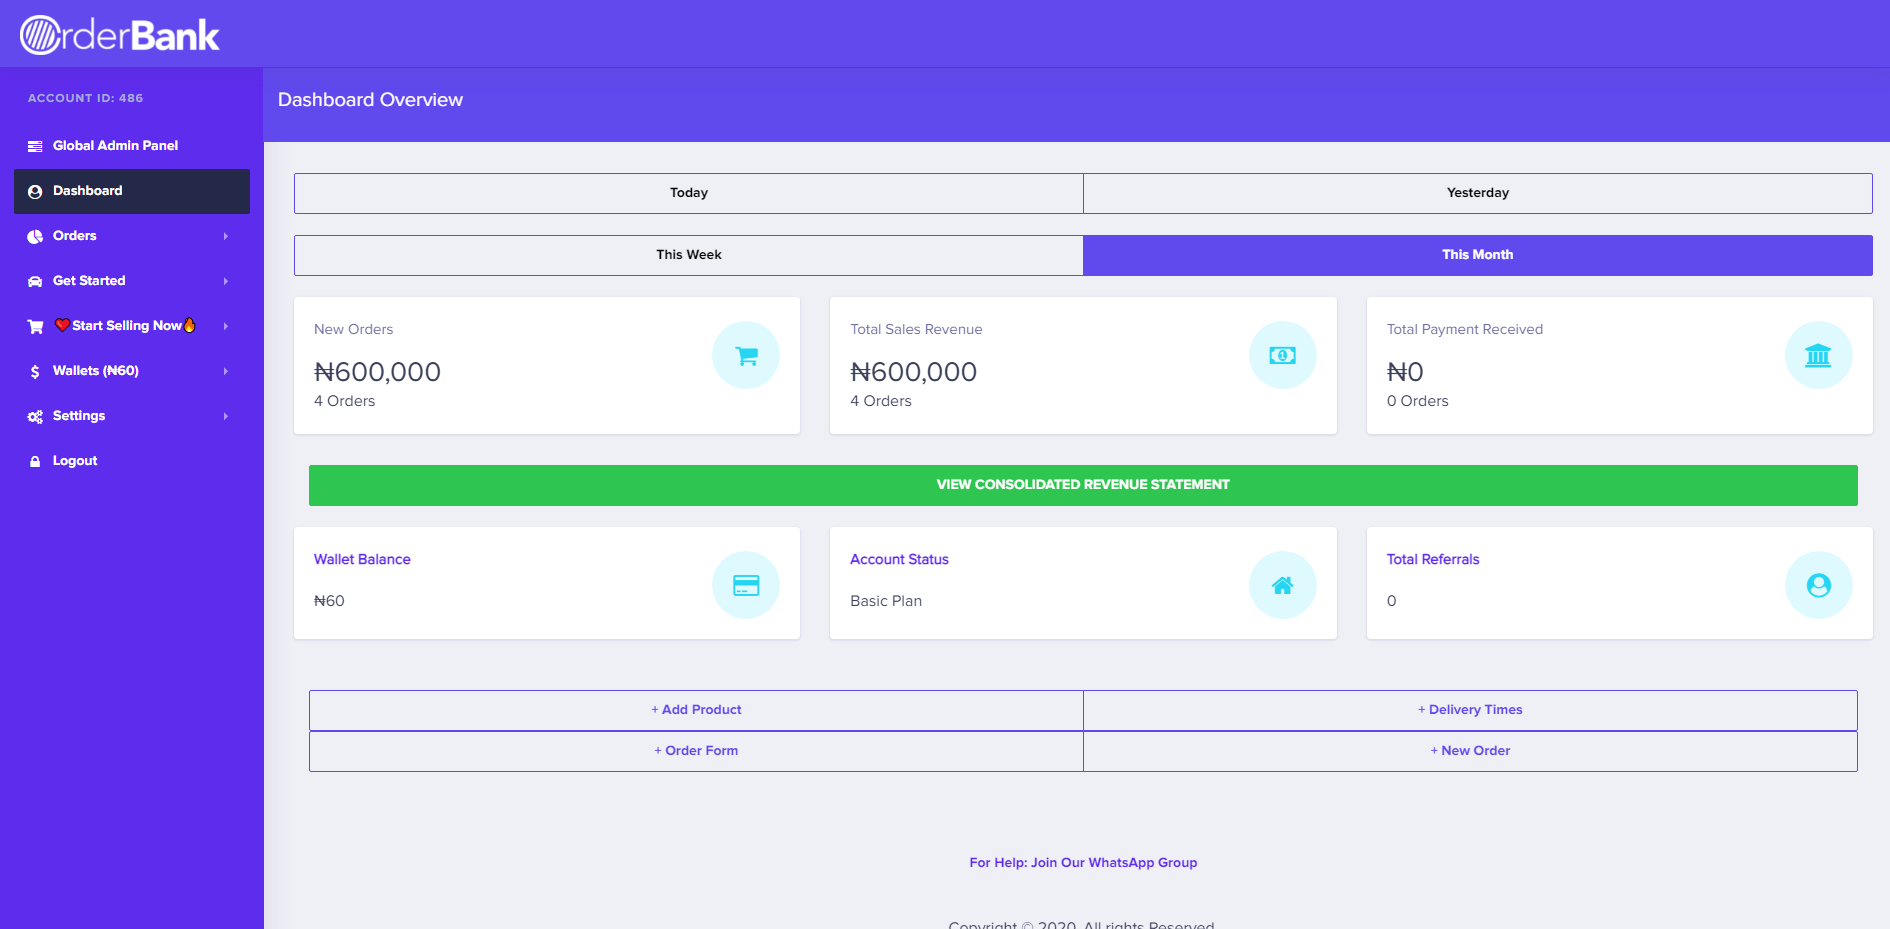 OrderBank
ACCOUNT ID: 486
Global Admin Panel
Dashboard
Orders
Get Started
❤️Start Selling Now🔥
Wallets (₦60)
Settings
Logout
Dashboard Overview
Today
Yesterday
This Week
This Month
New Orders
₦600,000
4 Orders
Total Sales Revenue
₦600,000
4 Orders
Total Payment Received
₦0
0 Orders
VIEW CONSOLIDATED REVENUE STATEMENT
Wallet Balance
₦60
Account Status
Basic Plan
Total Referrals
0
+ Add Product
+ Delivery Times
+ Order Form
+ New Order
For Help: Join Our WhatsApp Group
Copyright © 2020. All rights Reserved